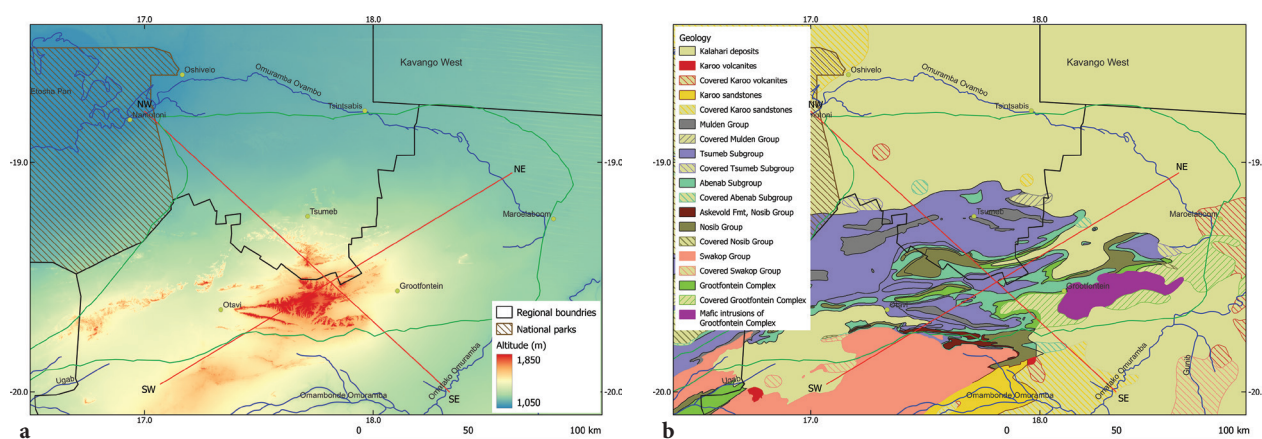 17.0
18.0
Kavango West
Oshivelo
Omuramba Ovambo
Etosha Pan
NW
Namutoni
Tsintsabis
-19.0
-19.0
NE
Tsumeb
Maroelaboom
Grootfontein
Otavi
Regional boundries
National parks
Altitude (m)
1,850
1,050
SW
SE
Ugab
Omambonde Omuramba
Omatako Omuramba
-20.0
-20.0
17.0
18.0
0 50 100 km
a
17.0
18.0
Geology
Kalahari deposits
Karoo volcanites
Covered Karoo volcanites
Karoo sandstones
Covered Karoo sandstones
Mulden Group
Covered Mulden Group
Tsumeb Subgroup
Covered Tsumeb Subgroup
Abenab Subgroup
Covered Abenab Subgroup
Askevold Fmt, Nosib Group
Nosib Group
Covered Nosib Group
Swakop Group
Covered Swakop Group
Grootfontein Complex
Covered Grootfontein Complex
Mafic intrusions of
Grootfontein Complex
Kavango West
Oshivelo
Omuramba Ovambo
NW
Tsintsabis
-19.0
NE
Tsumeb
Maroelaboom
Grootfontein
Otavi
SW
SE
Ugab
Omambonde Omuramba
Omatako Omuramba
Gunib
-20.0
17.0
18.0
0 50 100 km
b